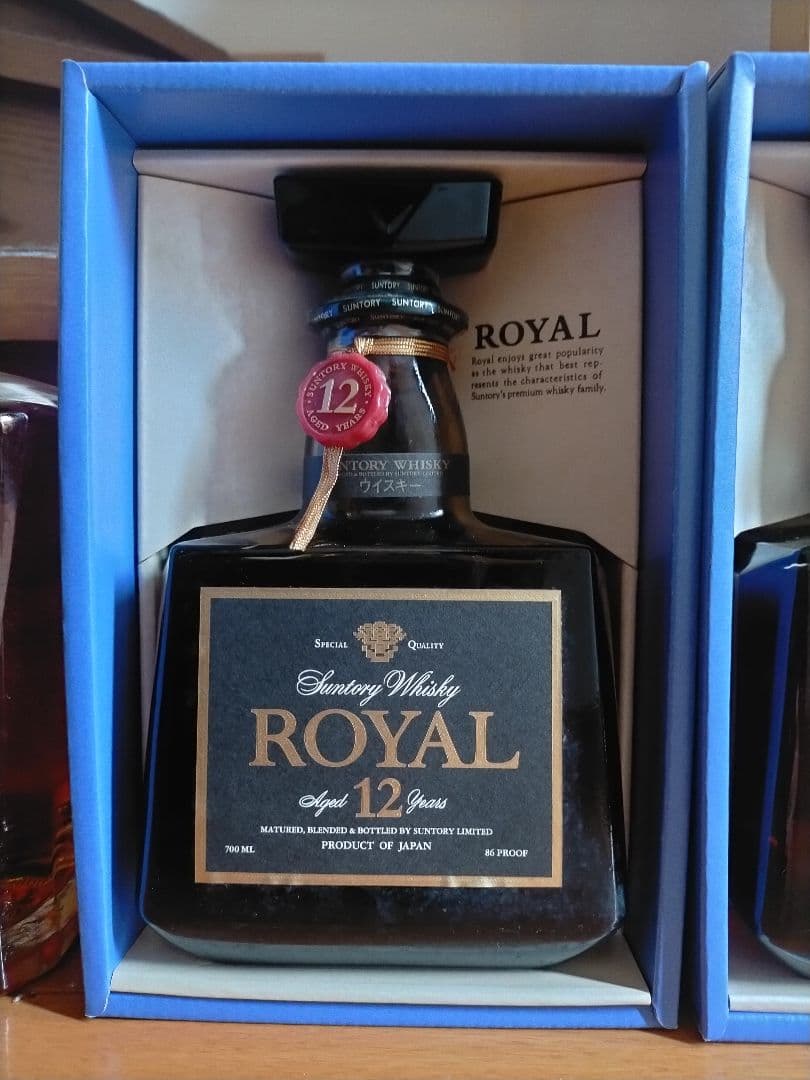 SUNTORY SUNTORY
SUNTORY SUNTORY
ROYAL
Royal enjoys great popularity
as the whisky that best rep-
resents the characteristics of
Suntory's premium whisky family.
SUNTORY WHISKY
12
AGED YEARS
NTORY WHISKY
ウイスキー
SPECIAL QUALITY
Suntory Whisky
ROYAL
Aged 12 Years
MATURED, BLENDED & BOTTLED BY SUNTORY LIMITED
PRODUCT OF JAPAN
700 ML
86 PROOF